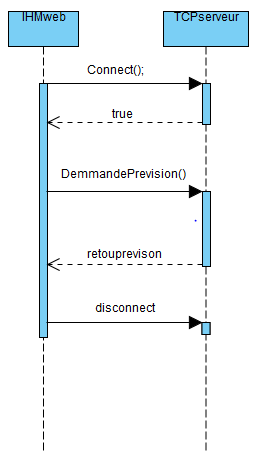 IHMweb
TCPserveur
Connect();
true
DemmandePrevision()
retouprevison
disconnect